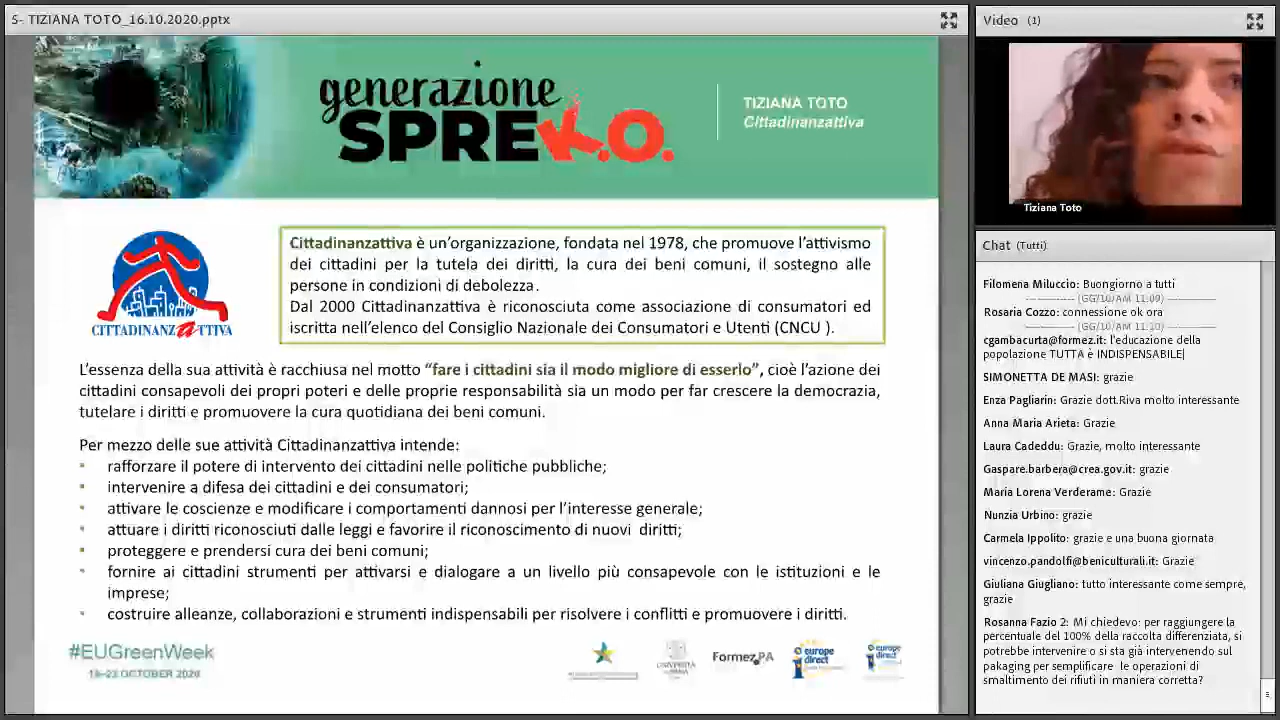 S- TIZIANA TOTO_16.10.2020.pptx
generazione
SPREK.O.
TIZIANA TOTO
Cittadinanzattiva
CITTADINANZATTIVA
Cittadinanzattiva è un'organizzazione, fondata nel 1978, che promuove l'attivismo
dei cittadini per la tutela dei diritti, la cura dei beni comuni, il sostegno alle
persone in condizioni di debolezza.
Dal 2000 Cittadinanzattiva è riconosciuta come associazione di consumatori ed
iscritta nell'elenco del Consiglio Nazionale dei Consumatori e Utenti (CNCU ).
L'essenza della sua attività è racchiusa nel motto "fare i cittadini sia il modo migliore di esserlo", cioè l'azione dei
cittadini consapevoli dei propri poteri e delle proprie responsabilità sia un modo per far crescere la democrazia,
tutelare i diritti e promuovere la cura quotidiana dei beni comuni.
Per mezzo delle sue attività Cittadinanzattiva intende:
▪ rafforzare il potere di intervento dei cittadini nelle politiche pubbliche;
▪ intervenire a difesa dei cittadini e dei consumatori;
▪ attivare le coscienze e modificare i comportamenti dannosi per l'interesse generale;
▪ attuare i diritti riconosciuti dalle leggi e favorire il riconoscimento di nuovi diritti;
▪ proteggere e prendersi cura dei beni comuni;
▪ fornire ai cittadini strumenti per attivarsi e dialogare a un livello più consapevole con le istituzioni e le
imprese;
▪ costruire alleanze, collaborazioni e strumenti indispensabili per risolvere i conflitti e promuovere i diritti.
#EUGreenWeek
19-23 OCTOBER 2020
Formez PA
europe
direct
europe
direct
Video (1)
Tiziana Toto
Chat (Tutti)
Filomena Miluccio: Buongiorno a tutti
(GG/10/AM 11:09)
Rosaria Cozzo: connessione ok ora
(GG/10/AM 11:10)
cgambacurta@formez.it: l'educazione della
popolazione TUTTA è INDISPENSABILE|
SIMONETTA DE MASI: grazie
Enza Pagliarin: Grazie dott.Riva molto interessante
Anna Maria Arieta: Grazie
Laura Cadeddu: Grazie, molto interessante
Gaspare.barbera@crea.gov.it: grazie
Maria Lorena Verderame: Grazie
Nunzia Urbino: grazie
Carmela Ippolito: grazie e una buona giornata
vincenzo.pandolfi@beniculturali.it: Grazie
Giuliana Giugliano: tutto interessante come sempre,
grazie
Rosanna Fazio 2: Mi chiedevo: per raggiungere la
percentuale del 100% della raccolta differenziata, si
potrebbe intervenire o si sta già intervenendo sul
pakaging per semplificare le operazioni di
smaltimento dei rifiuti in maniera corretta?